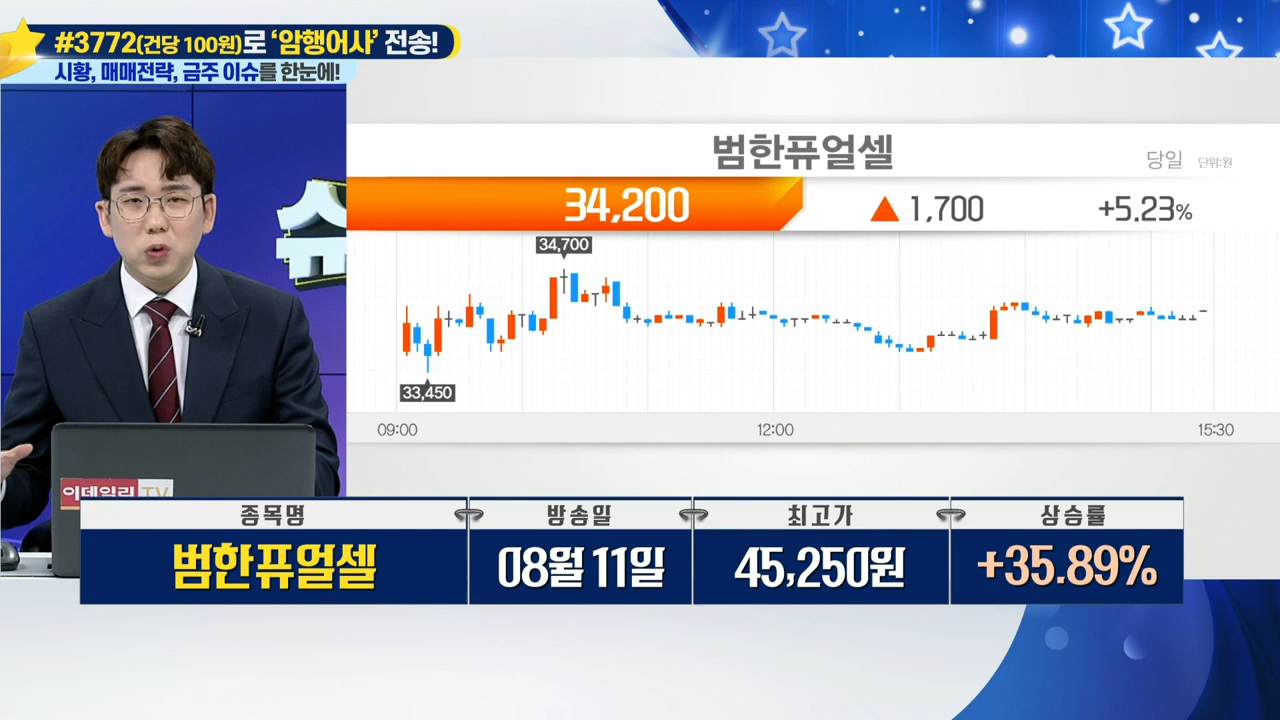 #3772(건당 100원)로 ‘암행어사’ 전송!
시황, 매매전략, 금주 이슈를 한눈에!
범한퓨얼셀
당일 단위:원
34,200 ▲ 1,700 +5.23%
34,700
33,450
09:00 12:00 15:30
이데일리 TV
종목명 방송일 최고가 상승률
범한퓨얼셀 08월 11일 45,250원 +35.89%